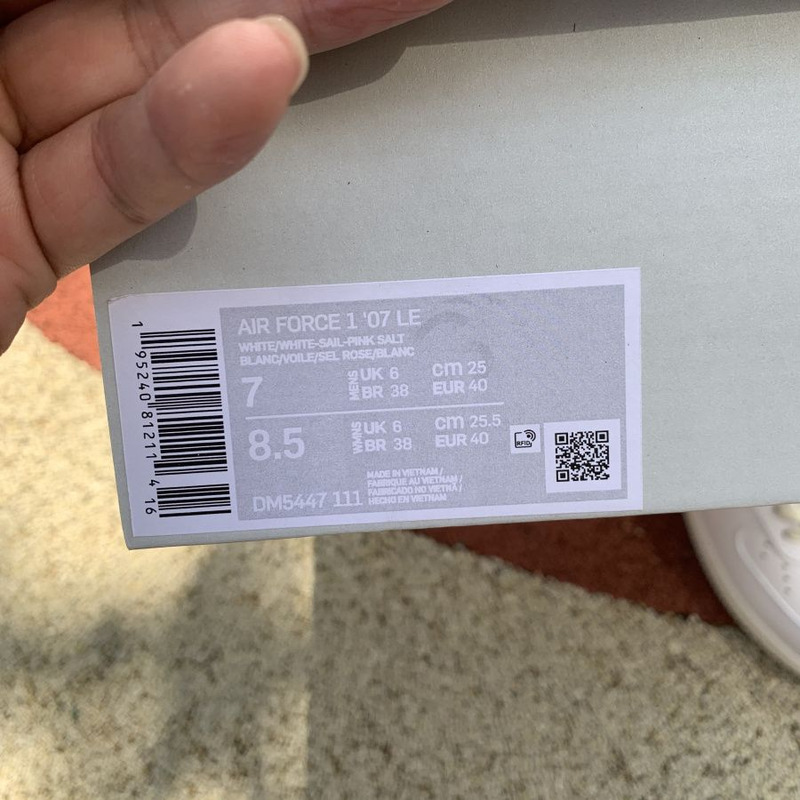 AIR FORCE 1 '07 LE
WHITE/WHITE-SAIL-PINK SALT
BLANC/VOILE/SEL ROSE/BLANC
7 MENS UK 6 cm 25
BR 38 EUR 40
8.5 WMNS UK 6 cm 25.5
BR 38 EUR 40
RFID
DM5447 111
MADE IN VIETNAM /
FABRIQUE AU VIETNAM /
FABRICADO NO VIETNÃ /
HECHO EN VIETNAM
1 95240 81211 4 16